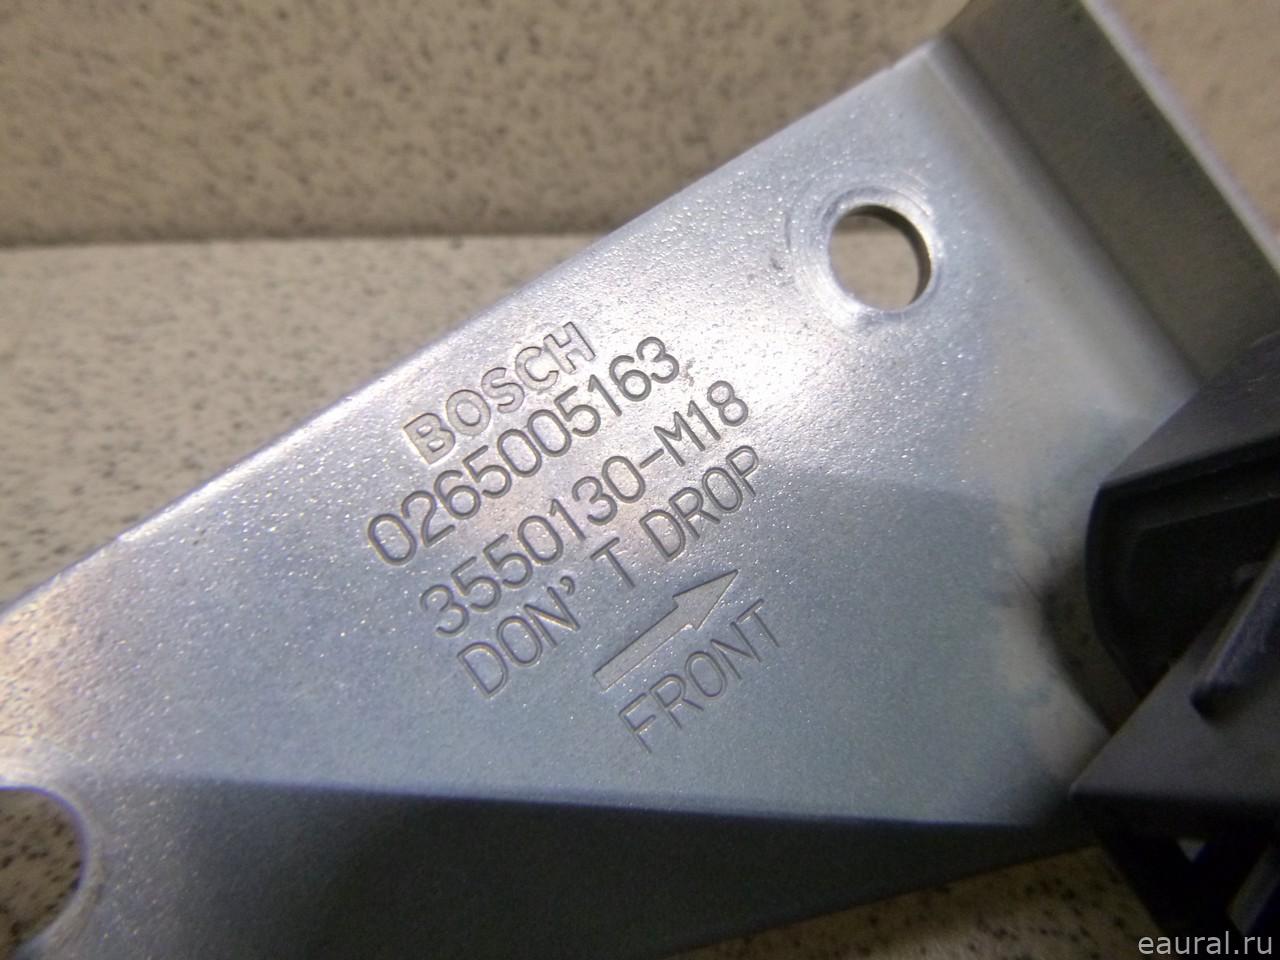 BOSCH
0265005163
3550130-M18
DON'T DROP
FRONT
eaural.ru